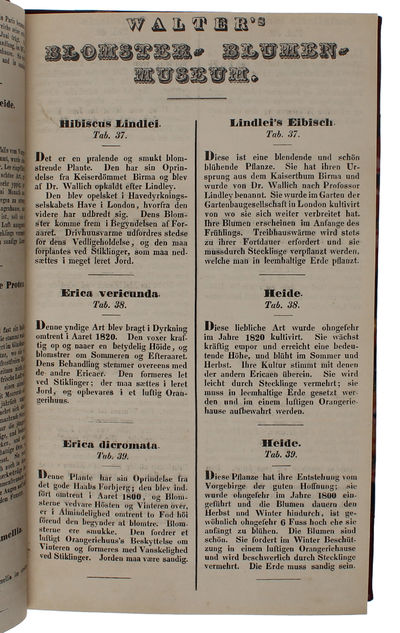 WALTER'S
BLOMSTER- BLUMEN-
MUSEUM.
Hibiscus Lindlei.
Tab. 37.
Det er en pralende og smukt blom-
strende Plante. Den har sin Oprin-
delse fra Keiserdömmet Birma og blev
af Dr. Wallich opkaldt efter Lindley.
Den blev opelsket i Havedyrknings-
selskabets Have i London, hvorfra den
videre har udbredt sig. Dens Blom-
ster komme frem i Begyndelsen af For-
aaret. Drivhuusvarme udfordres stedse
for dens Vedligeholdelse, og den maa
forplantes ved Stiklinger, som maa ned-
sættes i meget leret Jord.
Erica vericunda.
Tab. 38.
Denne yndige Art blev bragt i Dyrkning
omtrent i Aaret 1820. Den voxer kraf-
tig op og naaer en betydelig Höide, og
blomstrer om Sommeren og Efteraaret.
Dens Behandling stemmer overeens med
de andre Ericaer. Den formeres let
ved Stiklinger; der maa sættes i leret
Jord, og opbevares i et luftig Oran-
gerihuus.
Erica dicromata.
Tab. 39.
Denne Plante har sin Oprindelse fra
det gode Haabs Forbjerg; den blev ind-
fört omtrent i Aaret 1800, og Blom-
sterne vedvare Hösten og Vinteren over,
er i Almindelighed omtrent to Fod höi
förend den begynder at blomstre. Blom-
sterne ere smukke. Den fordrer et
luftigt Orangerihuus's Beskyttelse om
Vinteren og formeres med Vanskelighed
ved Stiklinger. Jorden maa være sandig.
Lindlei's Eibisch.
Tab. 37.
Diese ist eine blendende und schön
blühende Pflanze. Sie hat ihren Ur-
sprung aus dem Kaiserthum Birma und
wurde von Dr. Wallich nach Professor
Lindley benannt. Sie wurde im Garten der
Gartenbaugesellschaft in London kultivirt
von wo sie sich weiter verbreitet hat.
Ihre Blumen erscheinen im Anfange des
Frühlings. Treibhauswärme wird stets
zu ihrer Fortdauer erfordert und sie
mussdurch Stecklinge verpflanzt werden,
welche man in leemhaltige Erde pflanzt.
Heide.
Tab. 38.
Diese liebliche Art wurde ohngefehr
im Jahre 1820 kultivirt. Sie wächst
kräftig empor und erreicht eine bedeu-
tende Höhe, und blüht im Sommer und
Herbst. Ihre Kultur stimmt mit denen
der andern Ericaen überein. Sie wird
leicht durch Stecklinge vermehrt; sie
muss in leemhaltige Erde gesetzt wer-
den und in einem luftigen Orangerie-
hause aufbewahrt werden.
Heide.
Tab. 39.
Diese Pflanze hat ihre Entstehung vom
Vorgebirge der guten Hoffnung; sie
wurde ohngefehr im Jahre 1800 ein-
geführt und die Blumen dauern den
Herbst und Winter hindurch, ist ge-
wöhnlich ohngefehr 6 Fuss hoch ehe sie
anfängt zu blühen. Die Blumen sind
schön. Sie fordert im Winter Beschüt-
zung in einem luftigen Orangeriehause
und wird beschwerlich durch Stecklinge
vermehrt. Die Erde muss sandig sein.